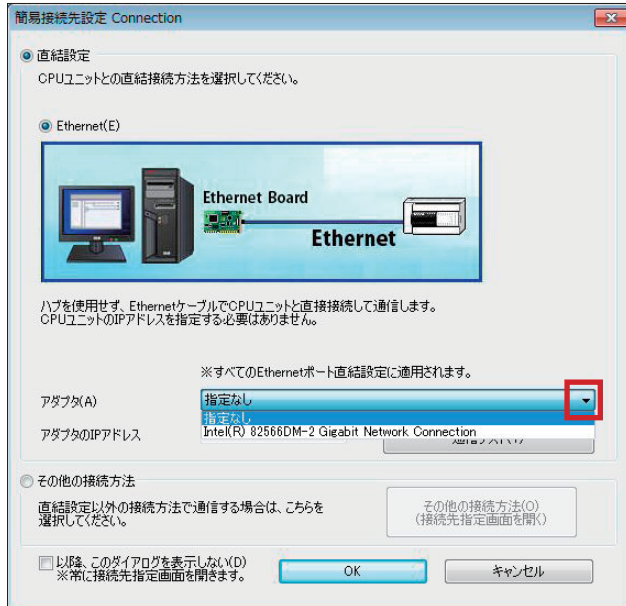 簡易接続先設定 Connection
直結設定
CPUユニットとの直結接続方法を選択してください。
Ethernet(E)
Ethernet Board
Ethernet
ハブを使用せず、Ethernetケーブルで CPUユニットと直接接続して通信します。
CPUユニットのIPアドレスを指定する必要はありません。
※すべてのEthernetポート直結設定に適用されます。
アダプタ(A)
指定なし
指定なし
Intel(R) 82566DM-2 Gigabit Network Connection
アダプタのIPアドレス
その他の接続方法
直結設定以外の接続方法で通信する場合は、こちらを
選択してください。
その他の接続方法(O)
(接続先指定画面を開く)
以降、このダイアログを表示しない(D)
※常に接続先指定画面を開きます。
OK
キャンセル